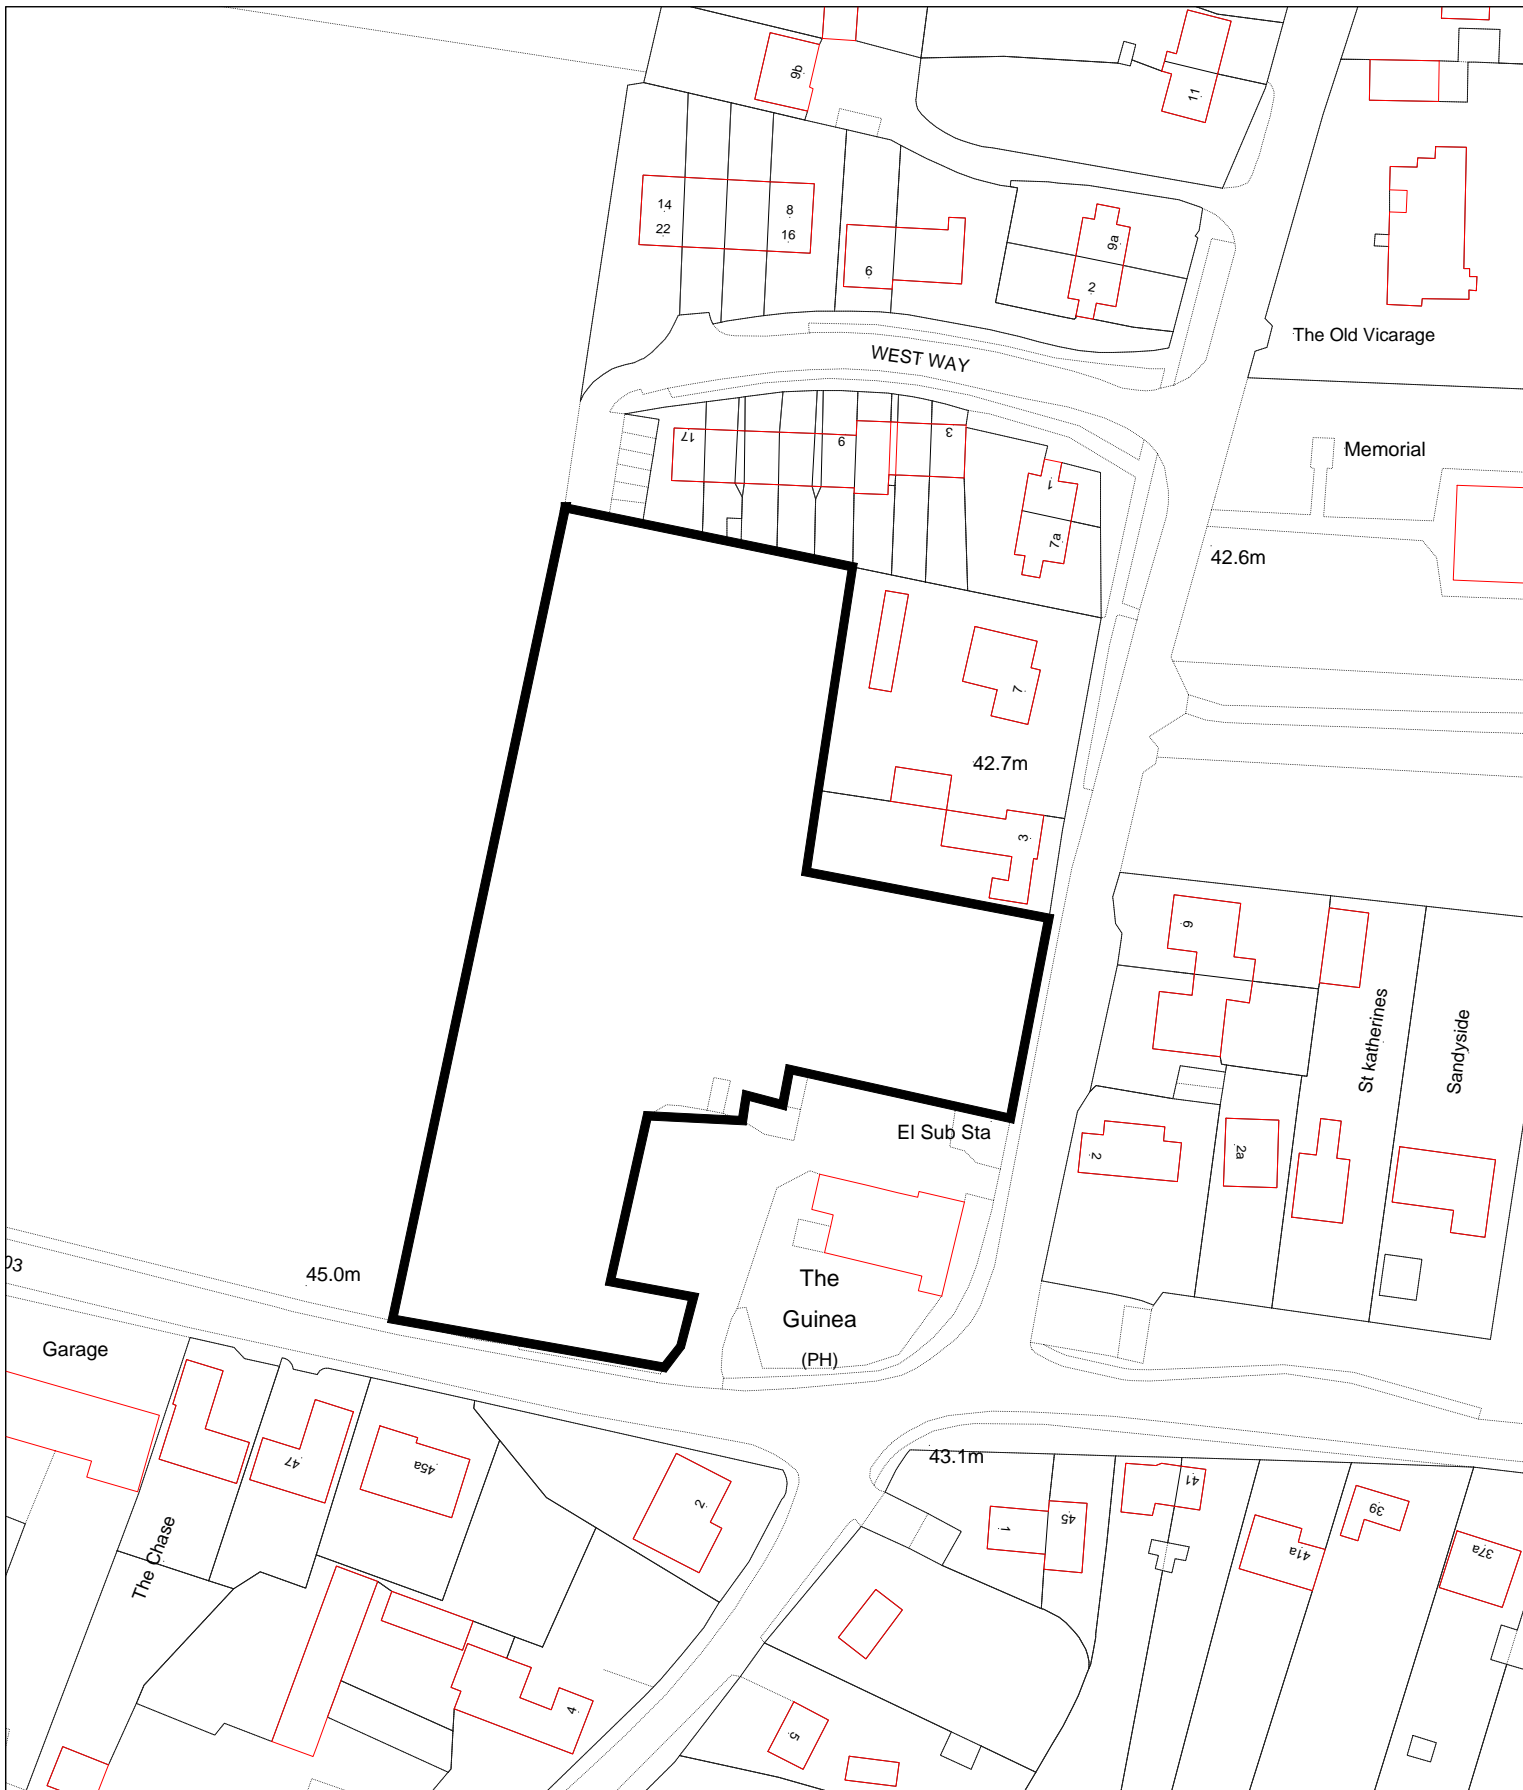 9b
11
14
22
8
16
6
9a
2
The Old Vicarage
WEST WAY
17
9
3
1
7a
Memorial
42.6m
7
42.7m
3
9
St katherines
Sandyside
El Sub Sta
2
2a
03
45.0m
The
Guinea
(PH)
Garage
47
45a
2
The Chase
43.1m
1
45
41
41a
39
37a
4
5